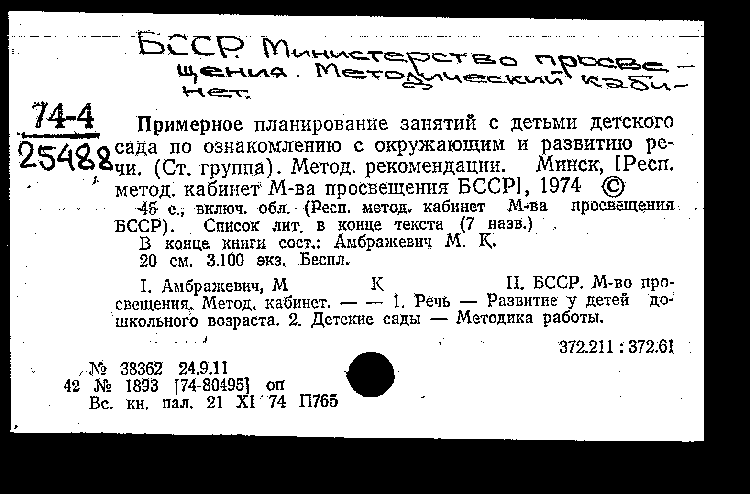 БССР. Министерство просве-
щения. Методический каби-
нет.
74-4
25488
Примерное планирование занятий с детьми детского
сада по ознакомлению с окружающим и развитию ре-
чи. (Ст. группа). Метод. рекомендации. Минск, [Респ.
метод. кабинет М-ва просвещения БССР], 1974 ©
45 с., включ. обл. (Респ. метод. кабинет М-ва просвещения
БССР). Список лит. в конце текста (7 назв.)
В конце книги сост.: Амбражевич М. К.
20 см. 3.100 экз. Беспл.
I. Амбражевич, М К II. БССР. М-во про-
свещения. Метод. кабинет. — — 1. Речь — Развитие у детей до-
школьного возраста. 2. Детские сады — Методика работы.
372.211 : 372.61
№ 38362 24.9.11
42 № 1893 [74-80495] оп
Вс. кн. пал. 21 XI 74 П765